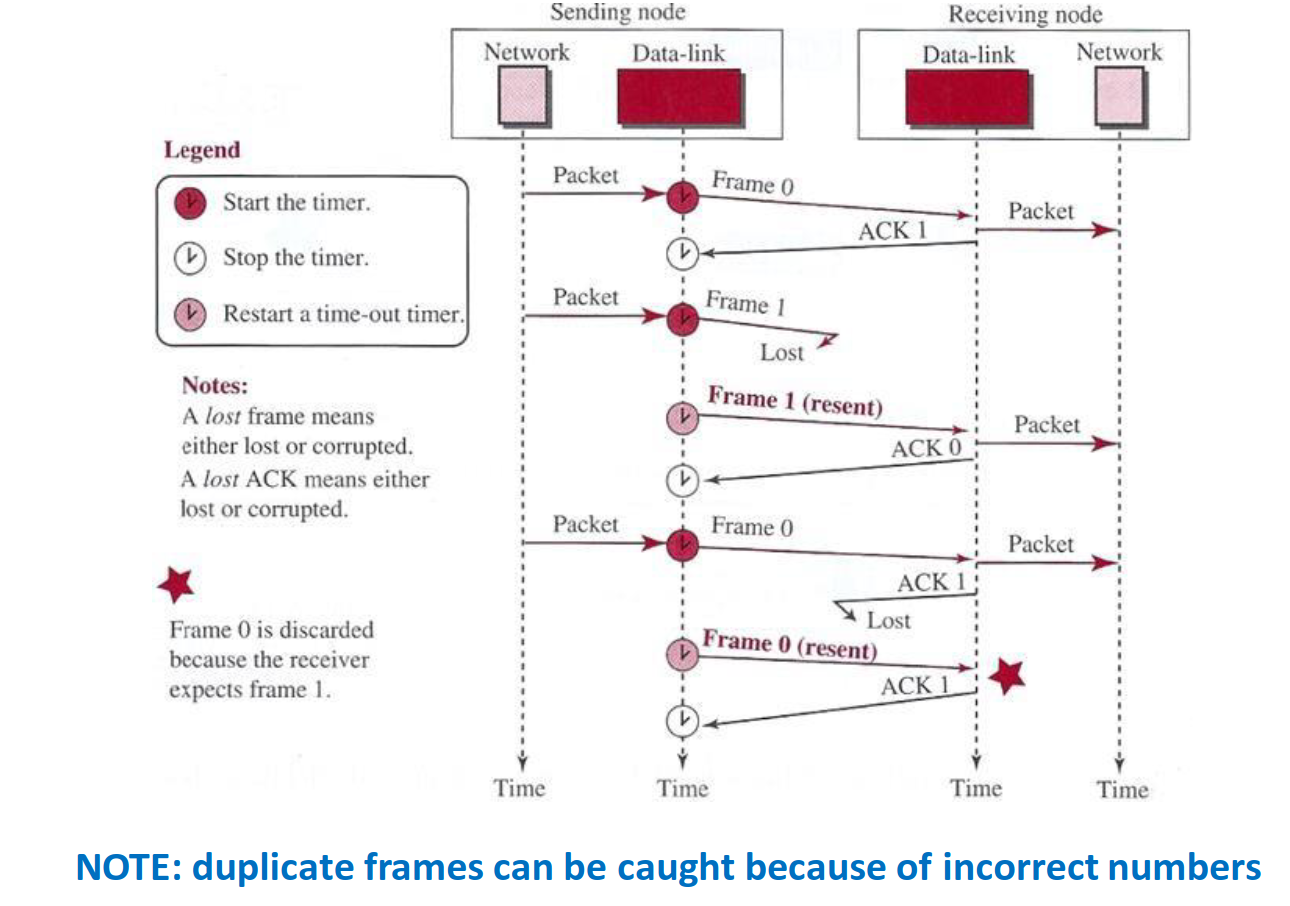 Sending node
Receiving node
Network
Data-link
Data-link
Network
Legend
Start the timer.
Stop the timer.
Restart a time-out timer.
Notes:
A lost frame means
either lost or corrupted.
A lost ACK means either
lost or corrupted.
Frame 0 is discarded
because the receiver
expects frame 1.
Packet
Frame 0
Packet
ACK 1
Packet
Frame 1
Lost
Frame 1 (resent)
Packet
ACK 0
Packet
Frame 0
Packet
ACK 1
Lost
Frame 0 (resent)
ACK 1
Time
Time
Time
Time
NOTE: duplicate frames can be caught because of incorrect numbers